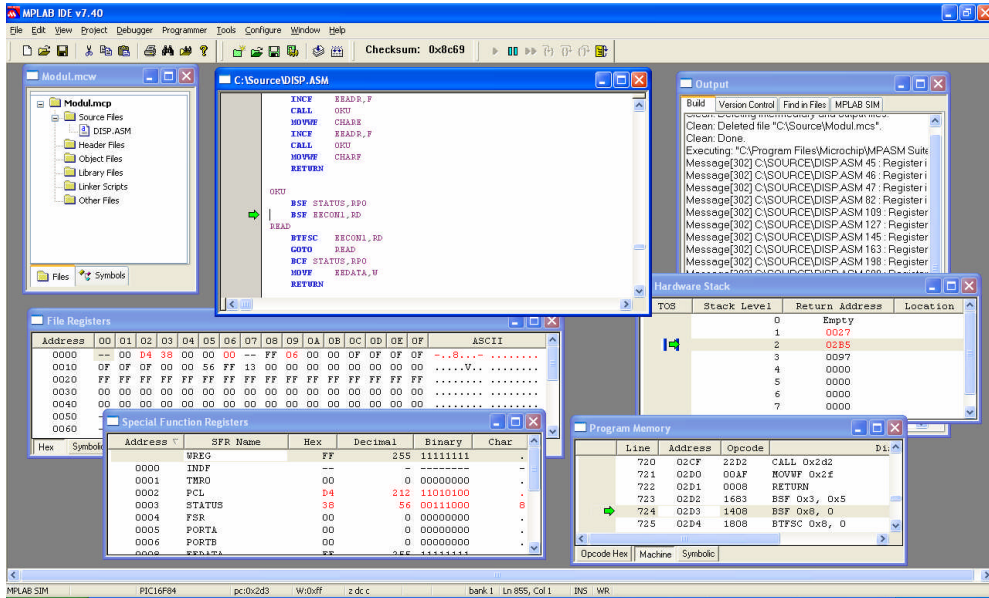 MPLAB IDE v7.40
File Edit View Project Debugger Programmer Tools Configure Window Help
Checksum: 0x8c69
Modul.mcw
Modul.mcp
Source Files
DISP.ASM
Header Files
Object Files
Library Files
Linker Scripts
Other Files
Files Symbols
C:\Source\DISP.ASM
INCF EEADR,F
CALL OKU
MOVWF CHARE
INCF EEADR,F
CALL OKU
MOVWF CHARF
RETURN
OKU
BSF STATUS,RP0
BSF EECON1,RD
READ
BTFSC EECON1,RD
GOTO READ
BCF STATUS,RP0
MOVF EEDATA,W
RETURN
Output
Build Version Control Find in Files MPLAB SIM
Clean: Deleting intermediary and output files.
Clean: Deleted file "C:\Source\Modul.mcs".
Clean: Done.
Executing: "C:\Program Files\Microchip\MPASM Suite
Message[302] C:\SOURCE\DISP.ASM 45 : Register i
Message[302] C:\SOURCE\DISP.ASM 46 : Register i
Message[302] C:\SOURCE\DISP.ASM 47 : Register i
Message[302] C:\SOURCE\DISP.ASM 82 : Register i
Message[302] C:\SOURCE\DISP.ASM 109 : Register
Message[302] C:\SOURCE\DISP.ASM 127 : Register
Message[302] C:\SOURCE\DISP.ASM 145 : Register
Message[302] C:\SOURCE\DISP.ASM 163 : Register
Message[302] C:\SOURCE\DISP.ASM 198 : Register
Hardware Stack
TOS Stack Level Return Address Location
0 Empty
1 0027
2 02B5
3 0097
4 0000
5 0000
6 0000
7 0000
File Registers
Address 00 01 02 03 04 05 06 07 08 09 0A 0B 0C 0D 0E 0F ASCII
0000 -- 00 D4 38 00 00 00 -- FF 06 00 00 0F 0F 0F 0F -..8...- ........
0010 0F 0F 0F 00 00 56 FF 13 00 00 00 00 00 00 00 00 .....V.. ........
0020 FF FF FF FF FF FF FF FF FF FF FF FF FF FF FF FF ........ ........
0030 00 00 00 00 00 00 00 00 00 00 00 00 00 00 00 00 ........ ........
0040 00 00 00 00 00 00 00 00 00 00 00 00 00 00 00 00 ........ ........
0050
0060
Hex
Special Function Registers
Address SFR Name Hex Decimal Binary Char
WREG FF 255 11111111 .
0000 INDF -- - -------- -
0001 TMR0 00 0 00000000 .
0002 PCL D4 212 11010100 .
0003 STATUS 38 56 00111000 8
0004 FSR 00 0 00000000 .
0005 PORTA 00 0 00000000 .
0006 PORTB 00 0 00000000 .
0008 EEDATA FF 255 11111111 .
Program Memory
Line Address Opcode
720 02CF 22D2 CALL 0x2d2
721 02D0 00AF MOVWF 0x2f
722 02D1 0008 RETURN
723 02D2 1683 BSF 0x3, 0x5
724 02D3 1408 BSF 0x8, 0
725 02D4 1808 BTFSC 0x8, 0
Opcode Hex Machine Symbolic
MPLAB SIM PIC16F84 pc:0x2d3 W:0xff z dc c bank 1 Ln 855, Col 1 INS WR